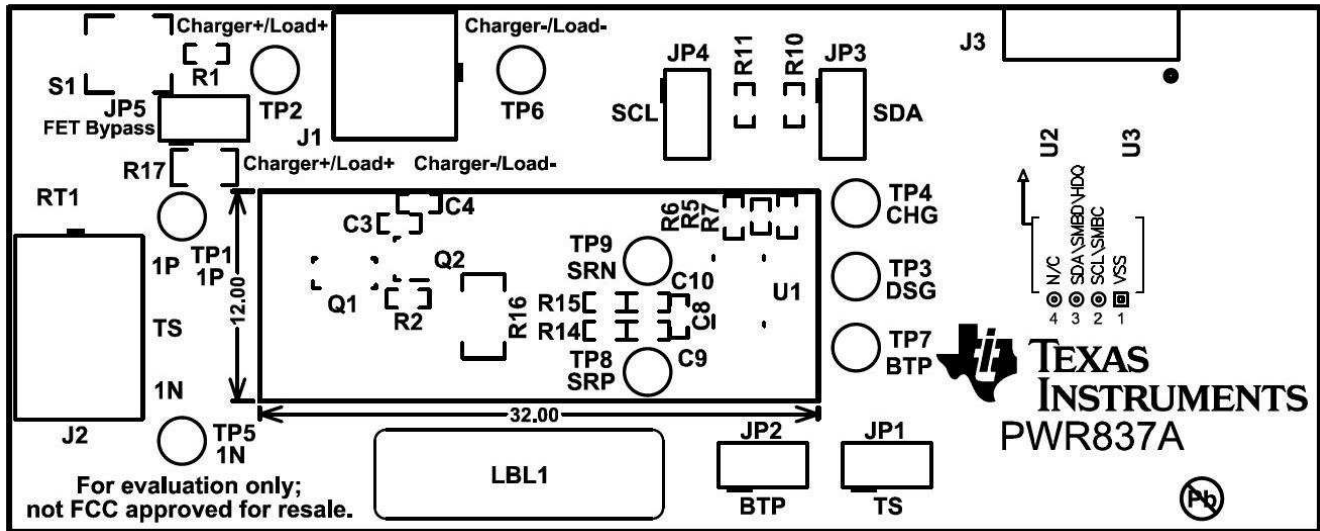 Charger+/Load+
Charger-/Load-
S1
R1
TP2
J1
TP6
JP4
R11
R10
JP3
J3
SCL
SDA
JP5
FET Bypass
R17
Charger+/Load+
Charger-/Load-
U2
U3
RT1
C4
C3
R6
R5
R7
TP4
CHG
N/C
SDA\SMBD\HDQ
SCL\SMBC
VSS
4
3
2
1
1P
TP1
1P
12.00
Q1
Q2
R2
R16
TP9
SRN
C10
R15
R14
C8
U1
TP3
DSG
TS
TP8
SRP
C9
TP7
BTP
1N
J2
TP5
1N
32.00
LBL1
JP2
BTP
JP1
TS
TEXAS
INSTRUMENTS
PWR837A
For evaluation only;
not FCC approved for resale.
Pb